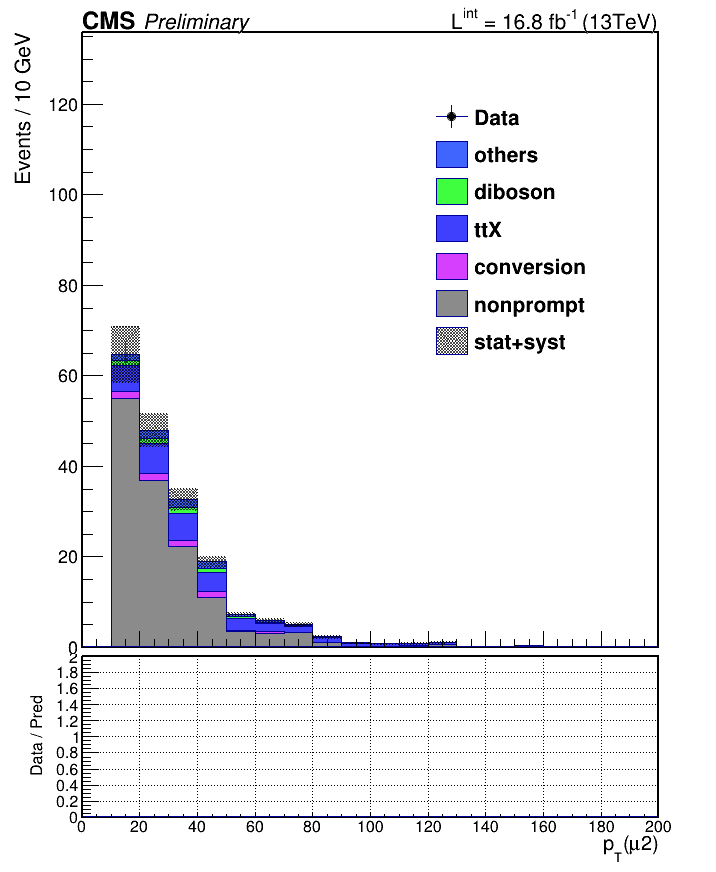 CMS Preliminary
L^int = 16.8 fb^-1 (13TeV)
Events / 10 GeV
120
100
80
60
40
20
0
Data
others
diboson
ttX
conversion
nonprompt
stat+syst
Data / Pred
2
1.8
1.6
1.4
1.2
1
0.8
0.6
0.4
0.2
0
0 20 40 60 80 100 120 140 160 180 200
p_T(μ2)